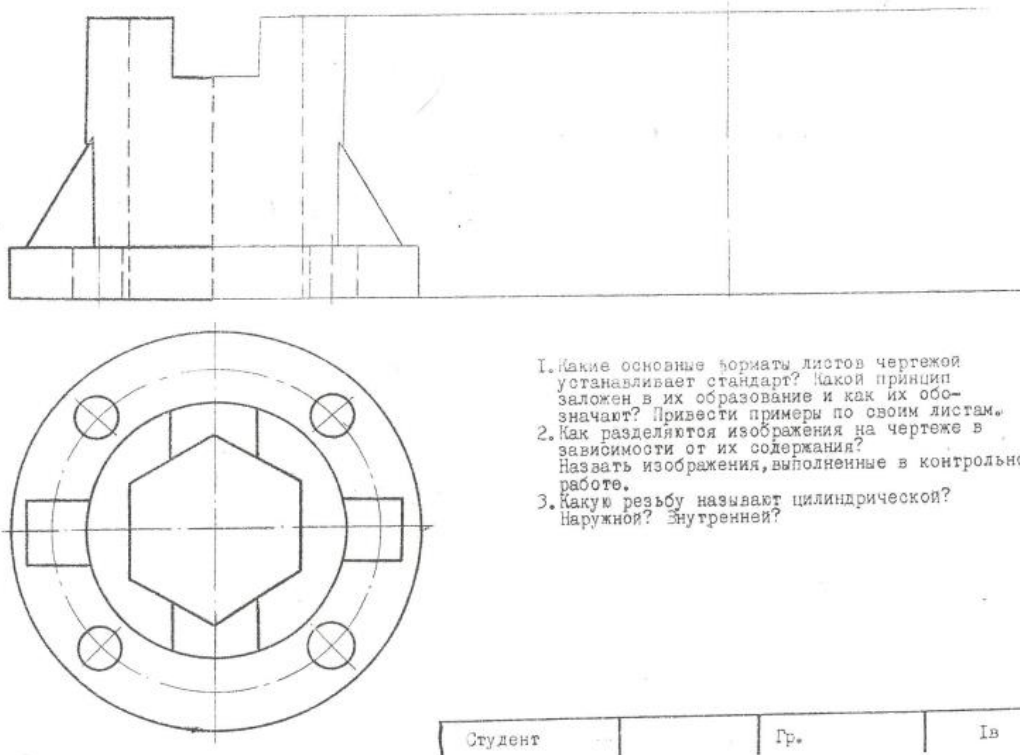 1. Какие основные форматы листов чертежой
устанавливает стандарт? Какой принцип
заложен в их образование и как их обо-
значают? Привести примеры по своим листам.
2. Как разделяются изображения на чертеже в
зависимости от их содержания?
Назвать изображения, выполненные в контрольно
работе.
3. Какую резьбу называют цилиндрической?
Наружной? Внутренней?
Студент Гр. Iв